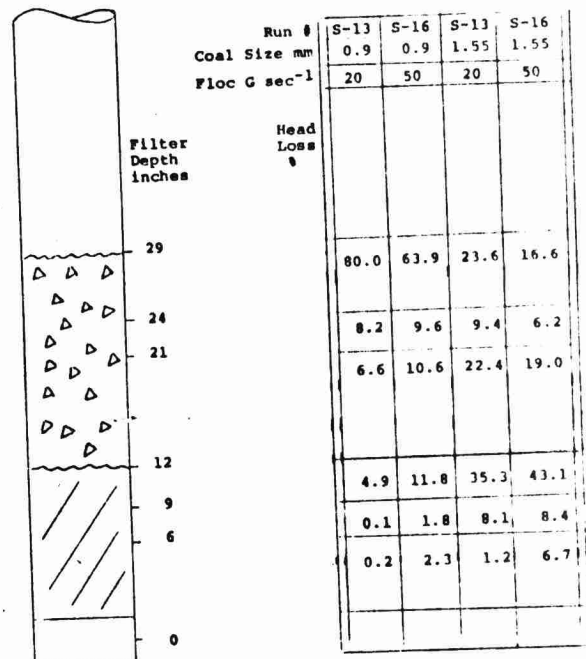 Run # S-13 S-16 S-13 S-16
Coal Size mm 0.9 0.9 1.55 1.55
Floc G sec-1 20 50 20 50
Filter Depth inches
Head Loss
29
80.0 63.9 23.6 16.6
24
8.2 9.6 9.4 6.2
21
6.6 10.6 22.4 19.0
12
4.9 11.8 35.3 43.1
9
0.1 1.8 8.1 8.4
6
0.2 2.3 1.2 6.7
0